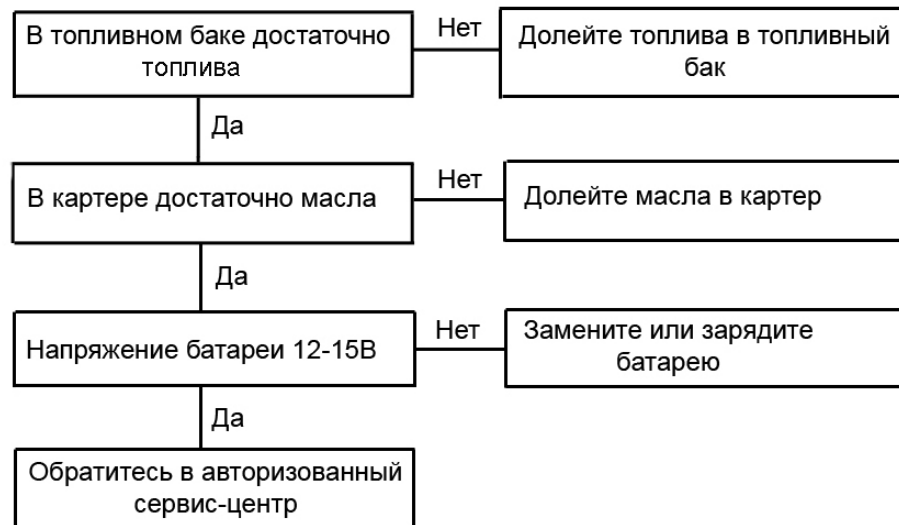 В топливном баке достаточно
топлива
Нет
Долейте топлива в топливный
бак
Да
В картере достаточно масла
Нет
Долейте масла в картер
Да
Напряжение батареи 12-15В
Нет
Замените или зарядите
батарею
Да
Обратитесь в авторизованный
сервис-центр